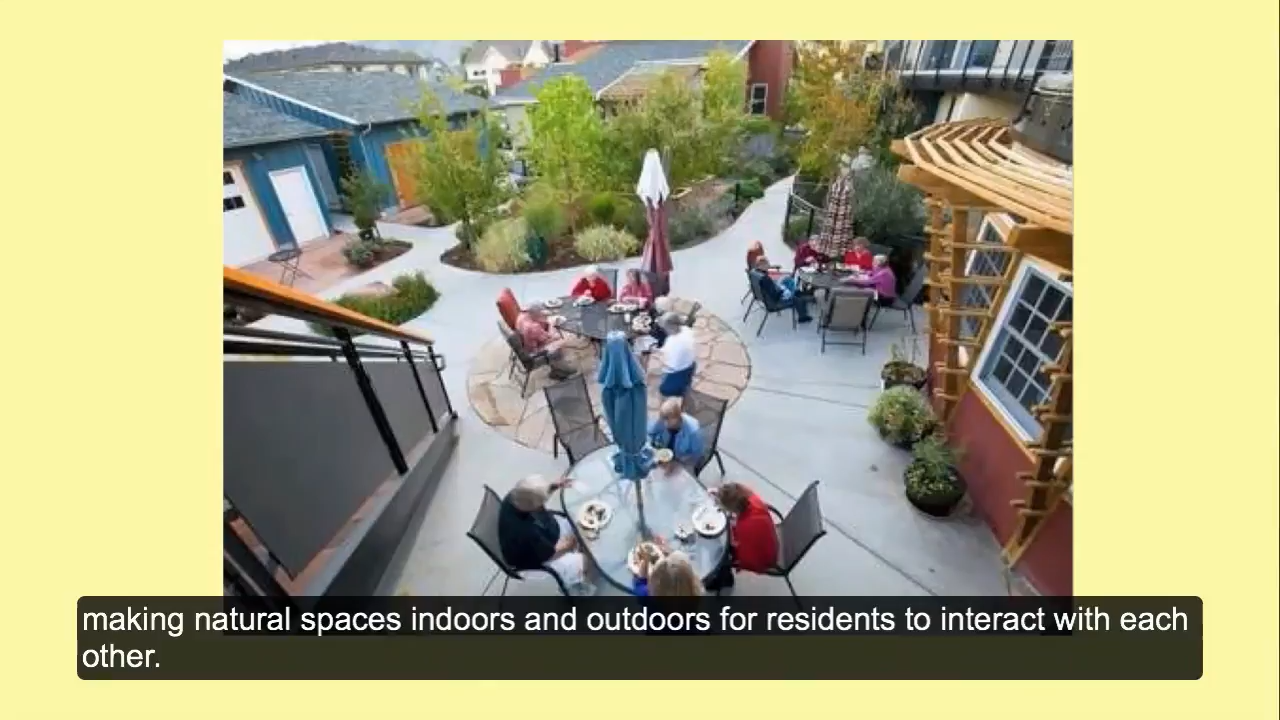 making natural spaces indoors and outdoors for residents to interact with each
other.